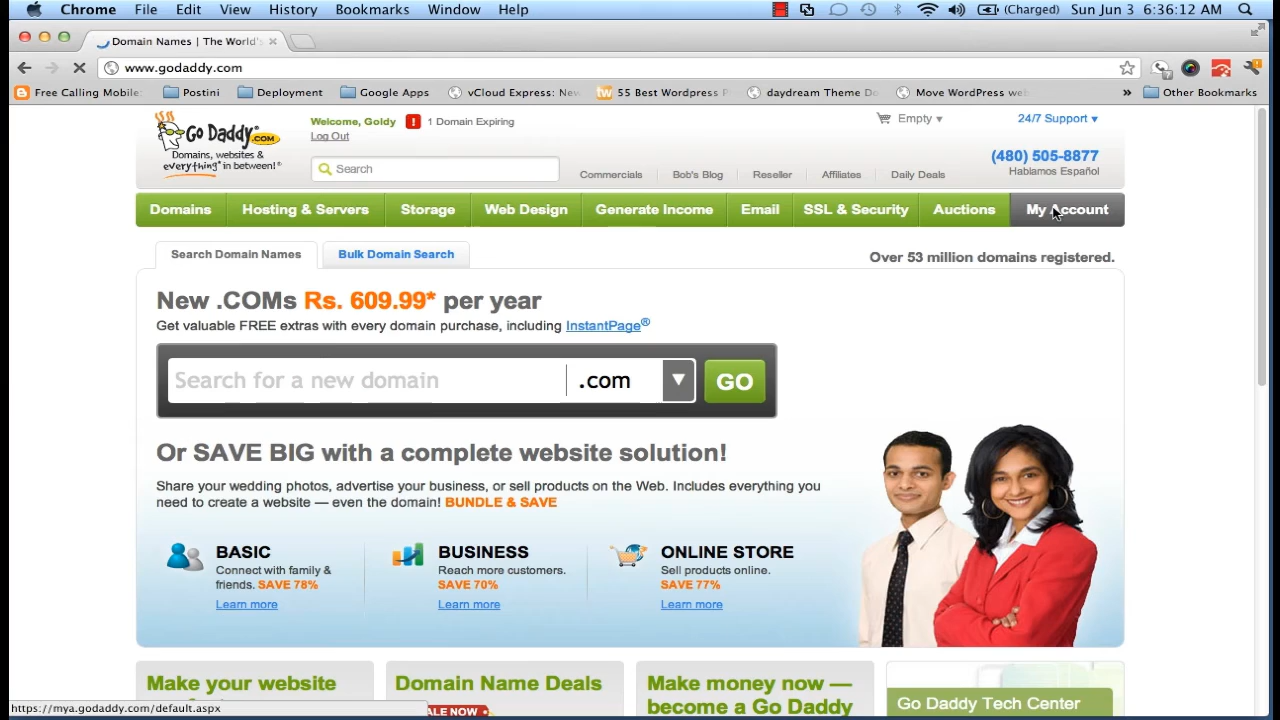 Chrome File Edit View History Bookmarks Window Help (Charged) Sun Jun 3 6:36:12 AM
Domain Names | The World's
www.godaddy.com
Free Calling Mobile: Postini Deployment Google Apps vCloud Express: New 55 Best Wordpress daydream Theme Do Move WordPress web » Other Bookmarks
Go Daddy .COM
Domains, websites &
everything* in between!®
Welcome, Goldy ! 1 Domain Expiring
Log Out
Search
Empty 24/7 Support
(480) 505-8877
Hablamos Español
Commercials Bob's Blog Reseller Affiliates Daily Deals
Domains Hosting & Servers Storage Web Design Generate Income Email SSL & Security Auctions My Account
Search Domain Names Bulk Domain Search Over 53 million domains registered.
New .COMs Rs. 609.99* per year
Get valuable FREE extras with every domain purchase, including InstantPage®
Search for a new domain .com GO
Or SAVE BIG with a complete website solution!
Share your wedding photos, advertise your business, or sell products on the Web. Includes everything you
need to create a website — even the domain! BUNDLE & SAVE
BASIC
Connect with family &
friends. SAVE 78%
Learn more
BUSINESS
Reach more customers.
SAVE 70%
Learn more
ONLINE STORE
Sell products online.
SAVE 77%
Learn more
Make your website
Domain Name Deals
ALE NOW
Make money now —
become a Go Daddy
Go Daddy Tech Center
https://mya.godaddy.com/default.aspx